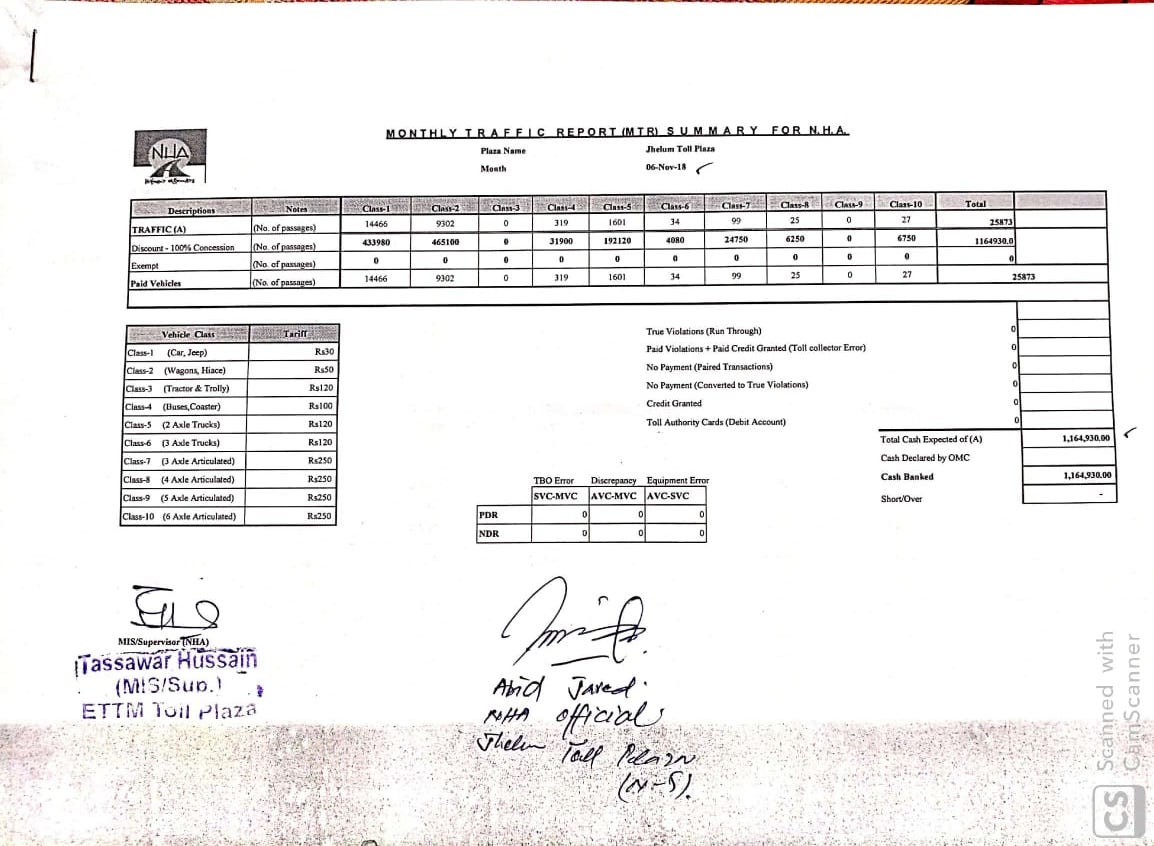 MONTHLY TRAFFIC REPORT (MTR) SUMMARY FOR N.H.A.
NHA
Plaza Name Jhelum Toll Plaza
Month 06-Nov-18
Descriptions Notes Class-1 Class-2 Class-3 Class-4 Class-5 Class-6 Class-7 Class-8 Class-9 Class-10 Total
TRAFFIC (A) (No. of passages) 14466 9302 0 319 1601 34 99 25 0 27 25873
Discount - 100% Concession (No. of passages) 433980 465100 0 31900 192120 4080 24750 6250 0 6750 1164930.0
Exempt (No. of passages) 0 0 0 0 0 0 0 0 0 0 0
Paid Vehicles (No. of passages) 14466 9302 0 319 1601 34 99 25 0 27 25873
Vehicle Class Tariff
Class-1 (Car, Jeep) Rs30
Class-2 (Wagons, Hiace) Rs50
Class-3 (Tractor & Trolly) Rs120
Class-4 (Buses,Coaster) Rs100
Class-5 (2 Axle Trucks) Rs120
Class-6 (3 Axle Trucks) Rs120
Class-7 (3 Axle Articulated) Rs250
Class-8 (4 Axle Articulated) Rs250
Class-9 (5 Axle Articulated) Rs250
Class-10 (6 Axle Articulated) Rs250
True Violations (Run Through) 0
Paid Violations + Paid Credit Granted (Toll collector Error) 0
No Payment (Paired Transactions) 0
No Payment (Converted to True Violations) 0
Credit Granted 0
Toll Authority Cards (Debit Account) 0
Total Cash Expected of (A) 1,164,930.00
Cash Declared by OMC
Cash Banked 1,164,930.00
Short/Over -
TBO Error Discrepancy Equipment Error
SVC-MVC AVC-MVC AVC-SVC
PDR 0 0 0
NDR 0 0 0
MIS/Supervisor (NHA)
Tassawar Hussain
(MIS/Sup.)
ETTM Toll Plaza
Abid Javed
NHA official
Jhelum Toll Plaza
(N-5).
Scanned with
CamScanner
CS